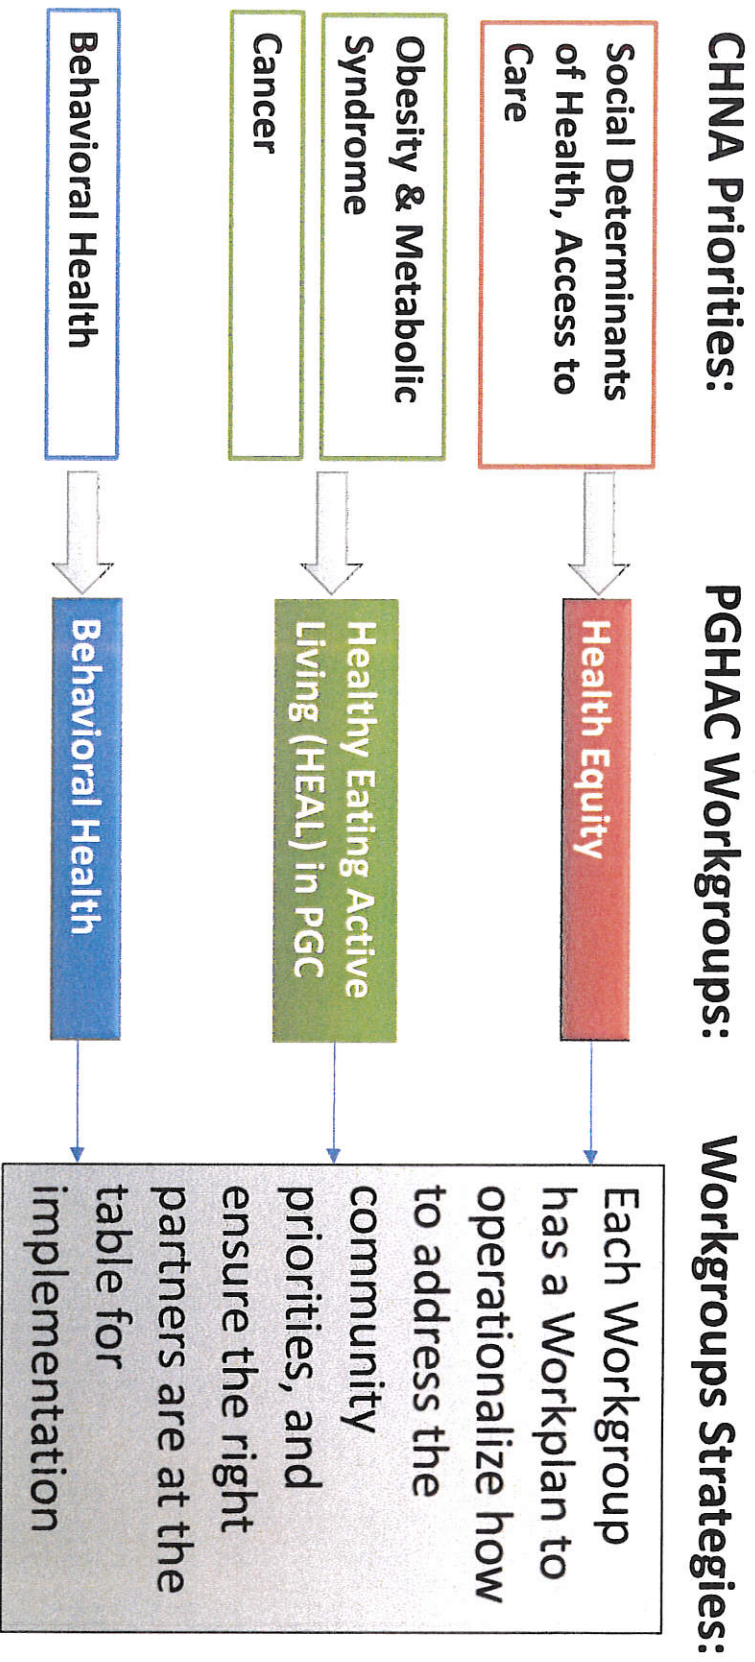 CHNA Priorities:
Social Determinants
of Health, Access to
Care
Obesity & Metabolic
Syndrome
Cancer
Behavioral Health
PGHAC Workgroups:
Health Equity
Healthy Eating Active
Living (HEAL) in PGC
Behavioral Health
Workgroups Strategies:
Each Workgroup
has a Workplan to
operationalize how
to address the
community
priorities, and
ensure the right
partners are at the
table for
implementation